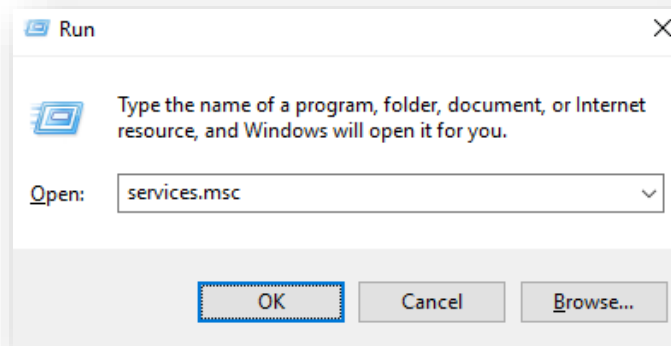 Run
Type the name of a program, folder, document, or Internet
resource, and Windows will open it for you.
Open: services.msc
OK Cancel Browse...